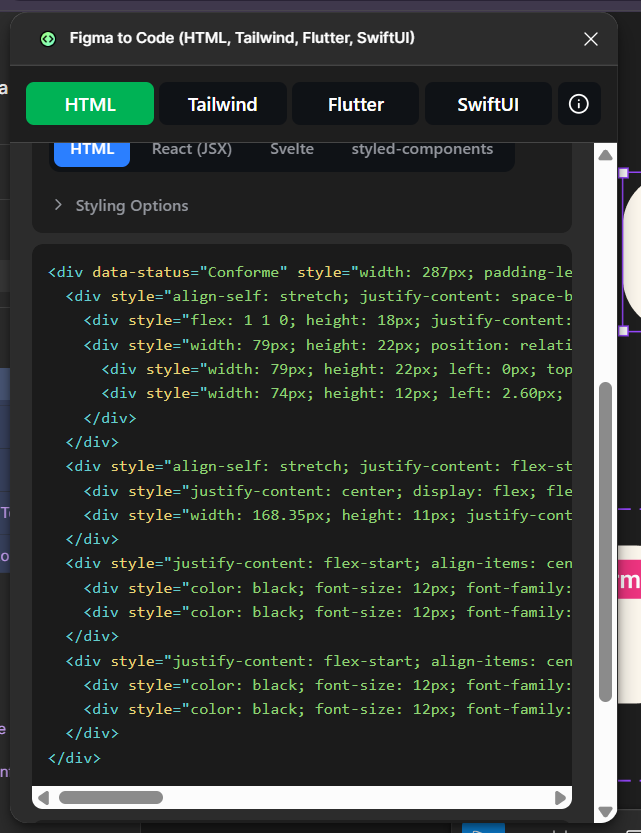 Figma to Code (HTML, Tailwind, Flutter, SwiftUI)
HTML Tailwind Flutter SwiftUI
HTML React (JSX) Svelte styled-components
Styling Options
<div data-status="Conforme" style="width: 287px; padding-le
<div style="align-self: stretch; justify-content: space-b
<div style="flex: 1 1 0; height: 18px; justify-content:
<div style="width: 79px; height: 22px; position: relati
<div style="width: 79px; height: 22px; left: 0px; top
<div style="width: 74px; height: 12px; left: 2.60px;
</div>
</div>
<div style="align-self: stretch; justify-content: flex-st
<div style="justify-content: center; display: flex; fle
<div style="width: 168.35px; height: 11px; justify-cont
</div>
<div style="justify-content: flex-start; align-items: cen
<div style="color: black; font-size: 12px; font-family:
<div style="color: black; font-size: 12px; font-family:
</div>
<div style="justify-content: flex-start; align-items: cen
<div style="color: black; font-size: 12px; font-family:
<div style="color: black; font-size: 12px; font-family:
</div>
</div>